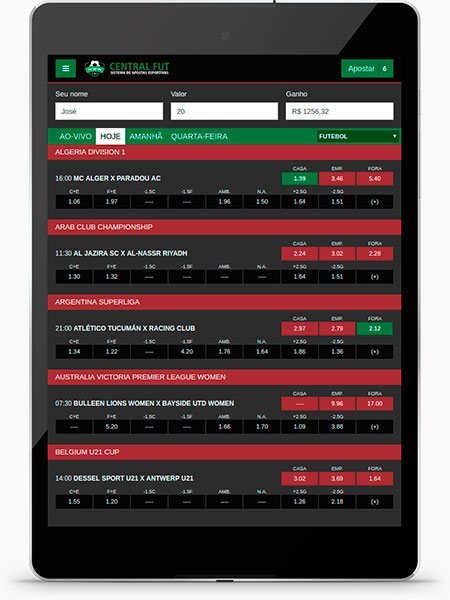 CENTRAL FUT
SISTEMA DE APOSTAS ESPORTIVAS
Apostar 6
Seu nome Valor Ganho
José 20 R$ 1256,32
AO-VIVO HOJE AMANHÃ QUARTA-FEIRA FUTEBOL
ALGERIA DIVISION 1
CASA EMP. FORA
16:00 MC ALGER X PARADOU AC 1.39 3.46 5.40
C+E F+E -1.5C -1.5F AMB. N.A. +2.5G -2.5G
1.06 1.97 ---- ---- 1.96 1.50 1.64 1.51 (+)
ARAB CLUB CHAMPIONSHIP
CASA EMP. FORA
11:30 AL JAZIRA SC X AL-NASSR RIYADH 2.24 3.02 2.28
C+E F+E -1.5C -1.5F AMB. N.A. +2.5G -2.5G
1.30 1.32 ---- ---- ---- ---- 1.64 1.51 (+)
ARGENTINA SUPERLIGA
CASA EMP. FORA
21:00 ATLÉTICO TUCUMÁN X RACING CLUB 2.97 2.79 2.12
C+E F+E -1.5C -1.5F AMB. N.A. +2.5G -2.5G
1.34 1.22 ---- 4.20 1.76 1.64 1.86 1.36 (+)
AUSTRALIA VICTORIA PREMIER LEAGUE WOMEN
CASA EMP. FORA
07:30 BULLEEN LIONS WOMEN X BAYSIDE UTD WOMEN ---- 9.96 17.00
C+E F+E -1.5C -1.5F AMB. N.A. +2.5G -2.5G
---- 5.20 ---- ---- 1.66 1.70 1.09 3.88 (+)
BELGIUM U21 CUP
CASA EMP. FORA
14:00 DESSEL SPORT U21 X ANTWERP U21 3.02 3.69 1.64
C+E F+E -1.5C -1.5F AMB. N.A. +2.5G -2.5G
1.55 1.20 ---- ---- ---- ---- 1.26 2.18 (+)